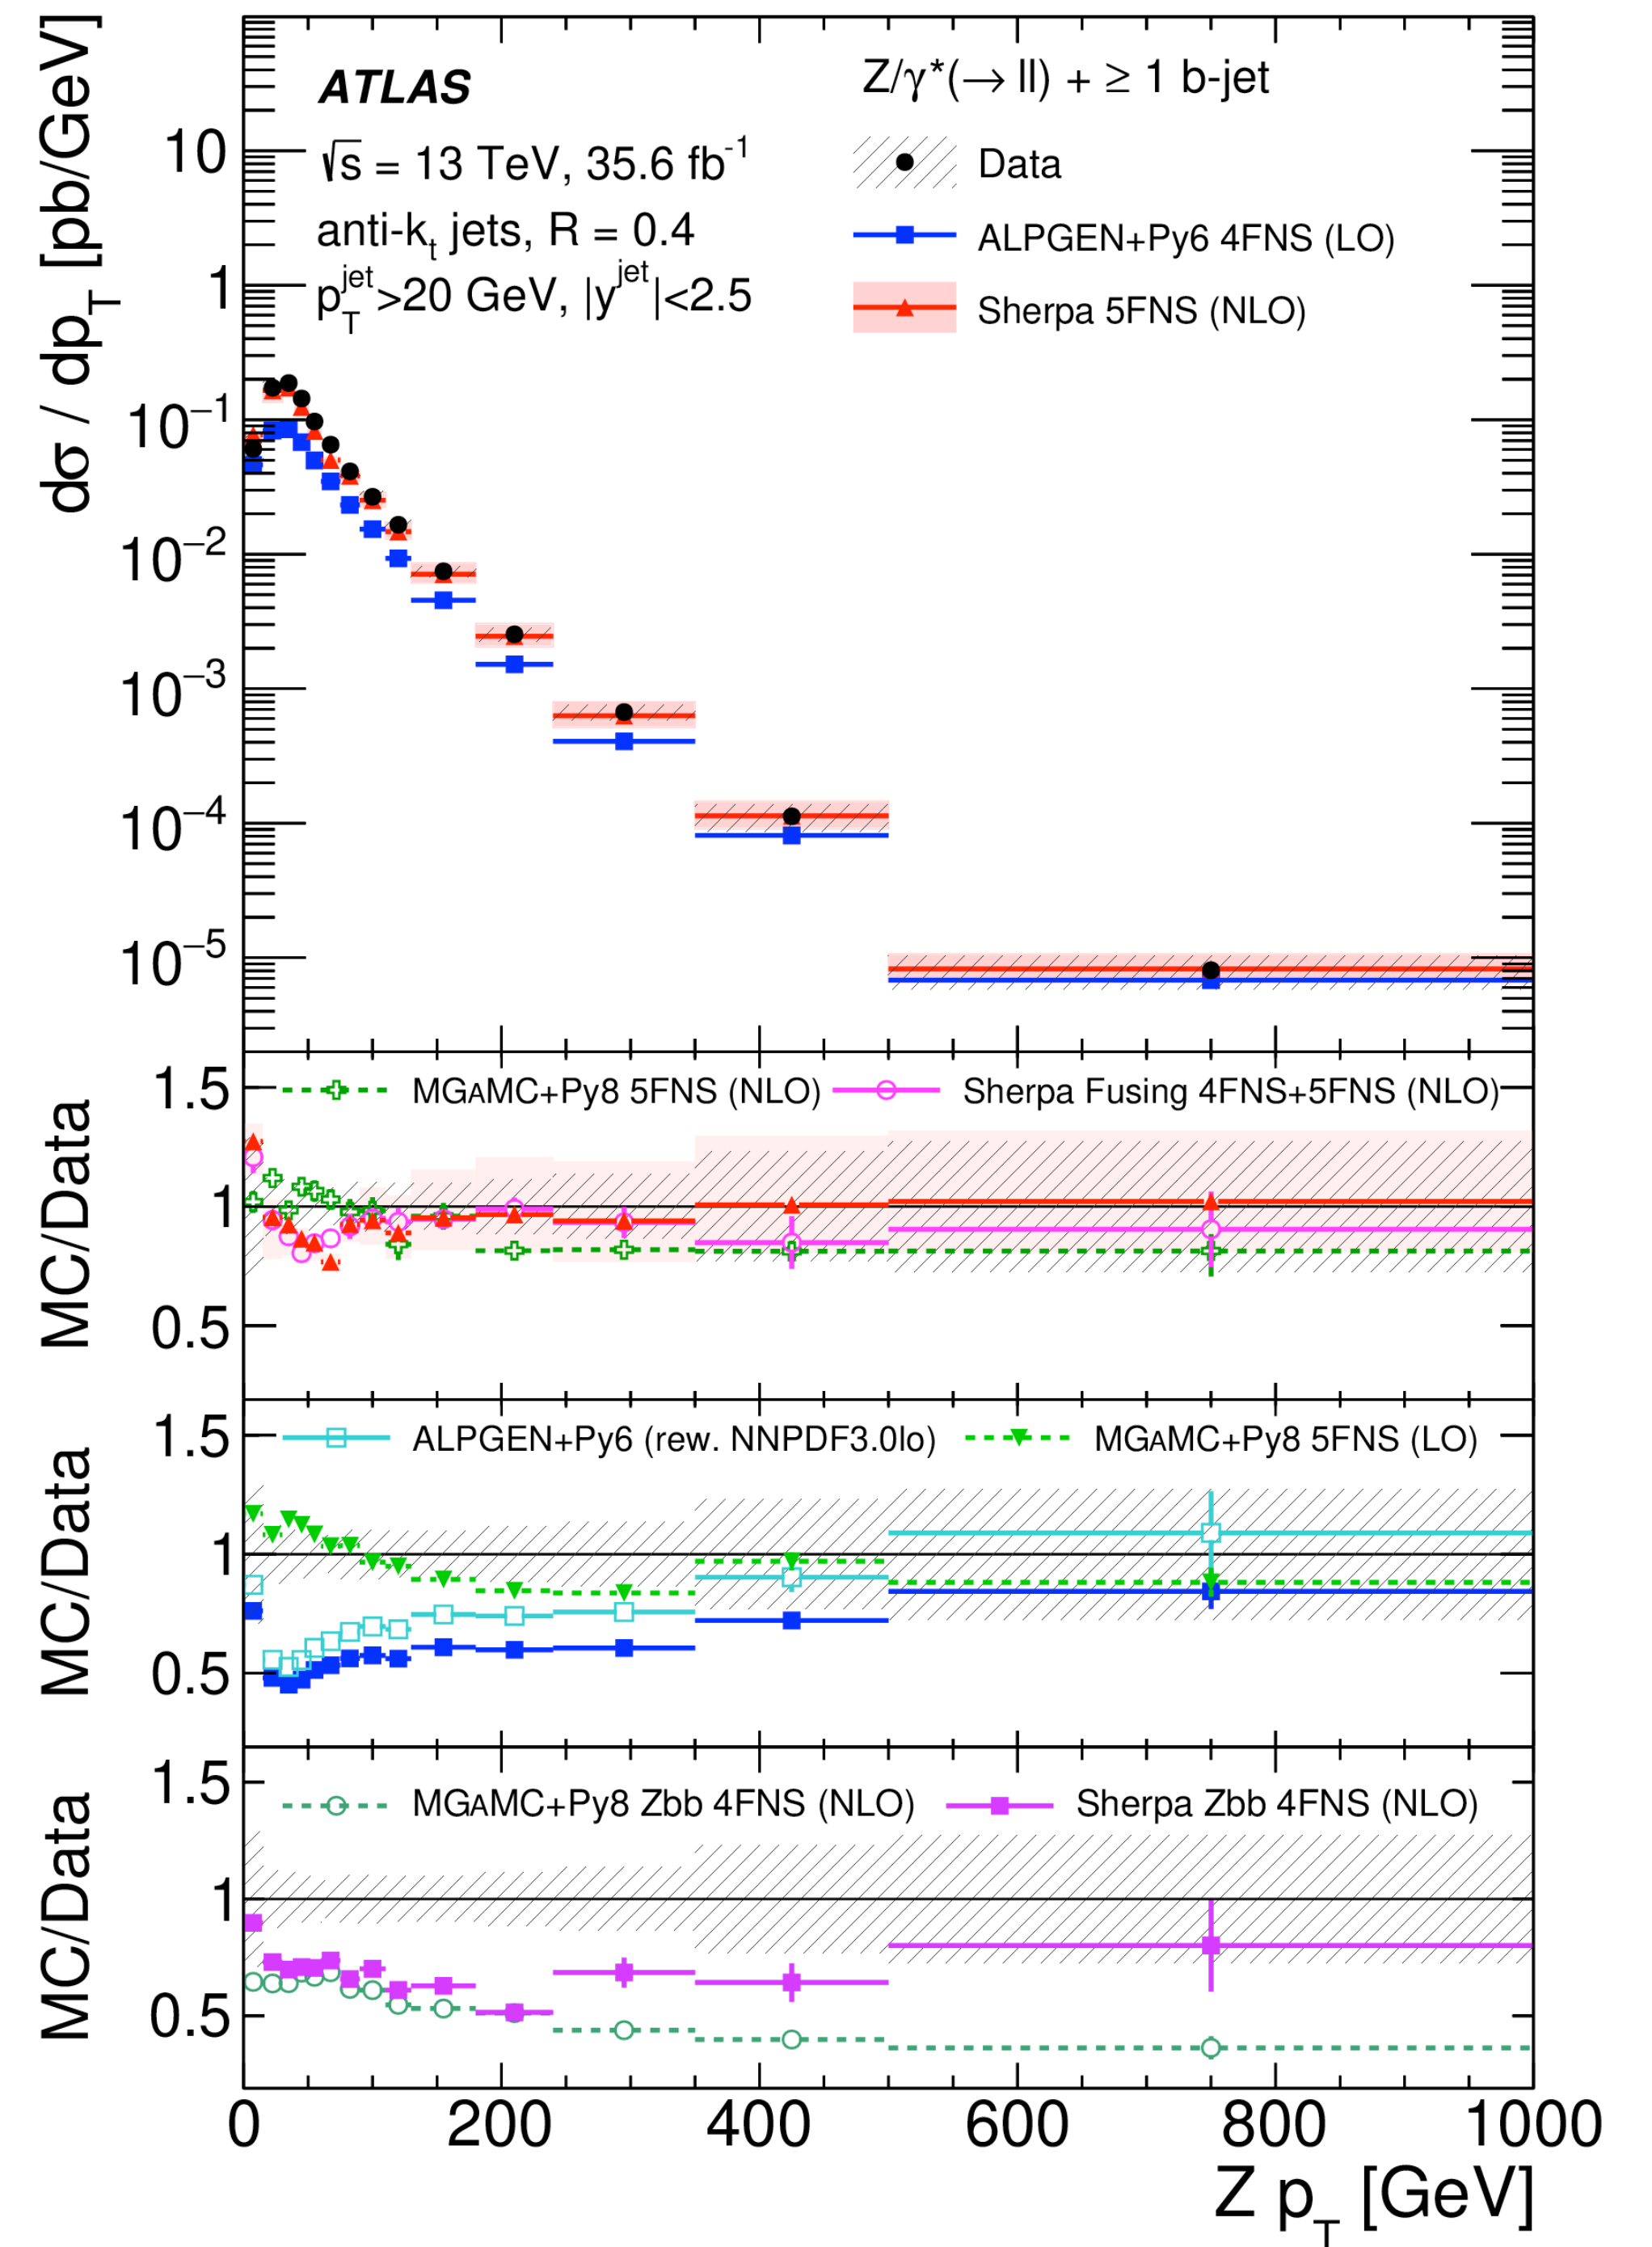 ATLAS
√s = 13 TeV, 35.6 fb⁻¹
anti-kₜ jets, R = 0.4
p_T^jet >20 GeV, |y^jet|<2.5
Z/γ*(→ ll) + ≥ 1 b-jet
Data
ALPGEN+Py6 4FNS (LO)
Sherpa 5FNS (NLO)
dσ / dp_T [pb/GeV]
10
1
10⁻¹
10⁻²
10⁻³
10⁻⁴
10⁻⁵
MC/Data
1.5
1
0.5
MGAMC+Py8 5FNS (NLO)
Sherpa Fusing 4FNS+5FNS (NLO)
MC/Data
1.5
1
0.5
ALPGEN+Py6 (rew. NNPDF3.0lo)
MGAMC+Py8 5FNS (LO)
MC/Data
1.5
1
0.5
MGAMC+Py8 Zbb 4FNS (NLO)
Sherpa Zbb 4FNS (NLO)
0 200 400 600 800 1000
Z p_T [GeV]